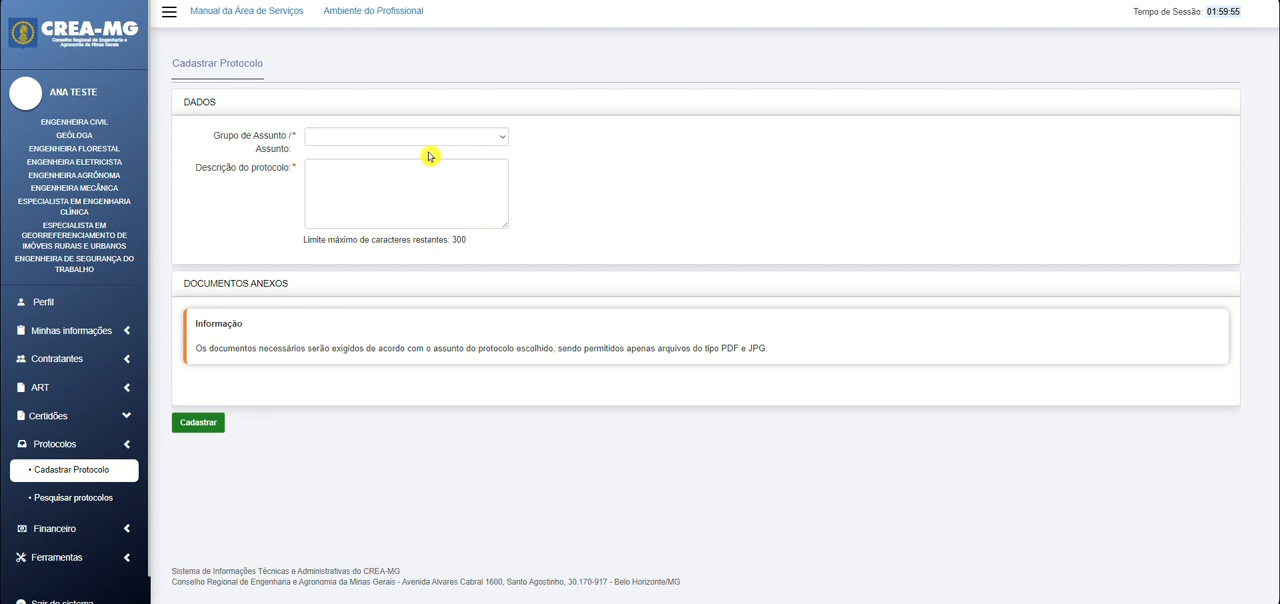 CREA-MG
Conselho Regional de Engenharia e
Agronomia da Minas Gerais
Manual da Área de Serviços
Ambiente do Profissional
Tempo de Sessão: 01:59:55
ANA TESTE
ENGENHEIRA CIVIL
GEÓLOGA
ENGENHEIRA FLORESTAL
ENGENHEIRA ELETRICISTA
ENGENHEIRA AGRÔNOMA
ENGENHEIRA MECÂNICA
ESPECIALISTA EM ENGENHARIA
CLÍNICA
ESPECIALISTA EM
GEORREFERENCIAMENTO DE
IMÓVEIS RURAIS E URBANOS
ENGENHEIRA DE SEGURANÇA DO
TRABALHO
Perfil
Minhas informações
Contratantes
ART
Certidões
Protocolos
• Cadastrar Protocolo
• Pesquisar protocolos
Financeiro
Ferramentas
Sair do sistema
Cadastrar Protocolo
DADOS
Grupo de Assunto /*
Assunto:
Descrição do protocolo:*
Limite máximo de caracteres restantes: 300
DOCUMENTOS ANEXOS
Informação
Os documentos necessários serão exigidos de acordo com o assunto do protocolo escolhido, sendo permitidos apenas arquivos do tipo PDF e JPG.
Cadastrar
Sistema de Informações Técnicas e Administrativas do CREA-MG
Conselho Regional de Engenharia e Agronomia da Minas Gerais - Avenida Álvares Cabral 1600, Santo Agostinho, 30.170-917 - Belo Horizonte/MG